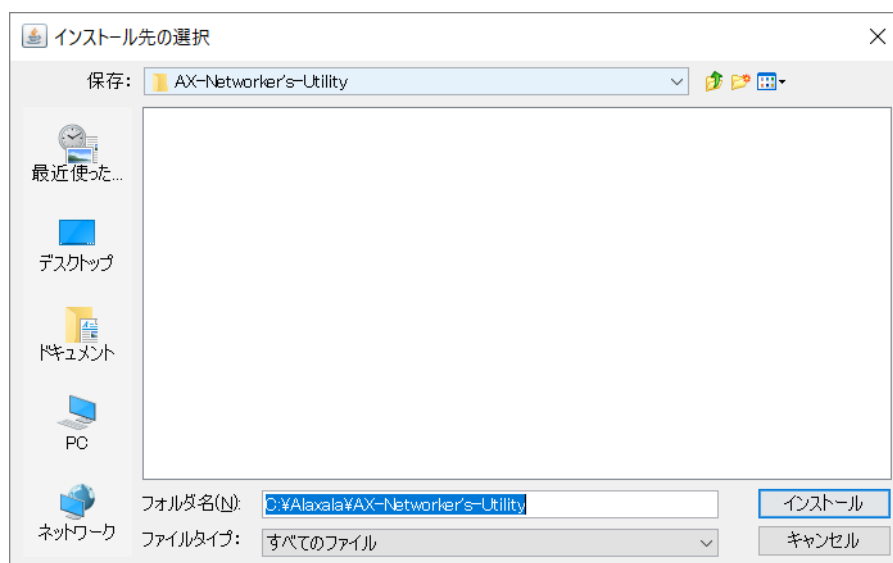 インストール先の選択
保存:
AX-Networker's-Utility
最近使った...
デスクトップ
ドキュメント
PC
ネットワーク
フォルダ名(N):
C:¥Alaxala¥AX-Networker's-Utility
インストール
ファイルタイプ:
すべてのファイル
キャンセル